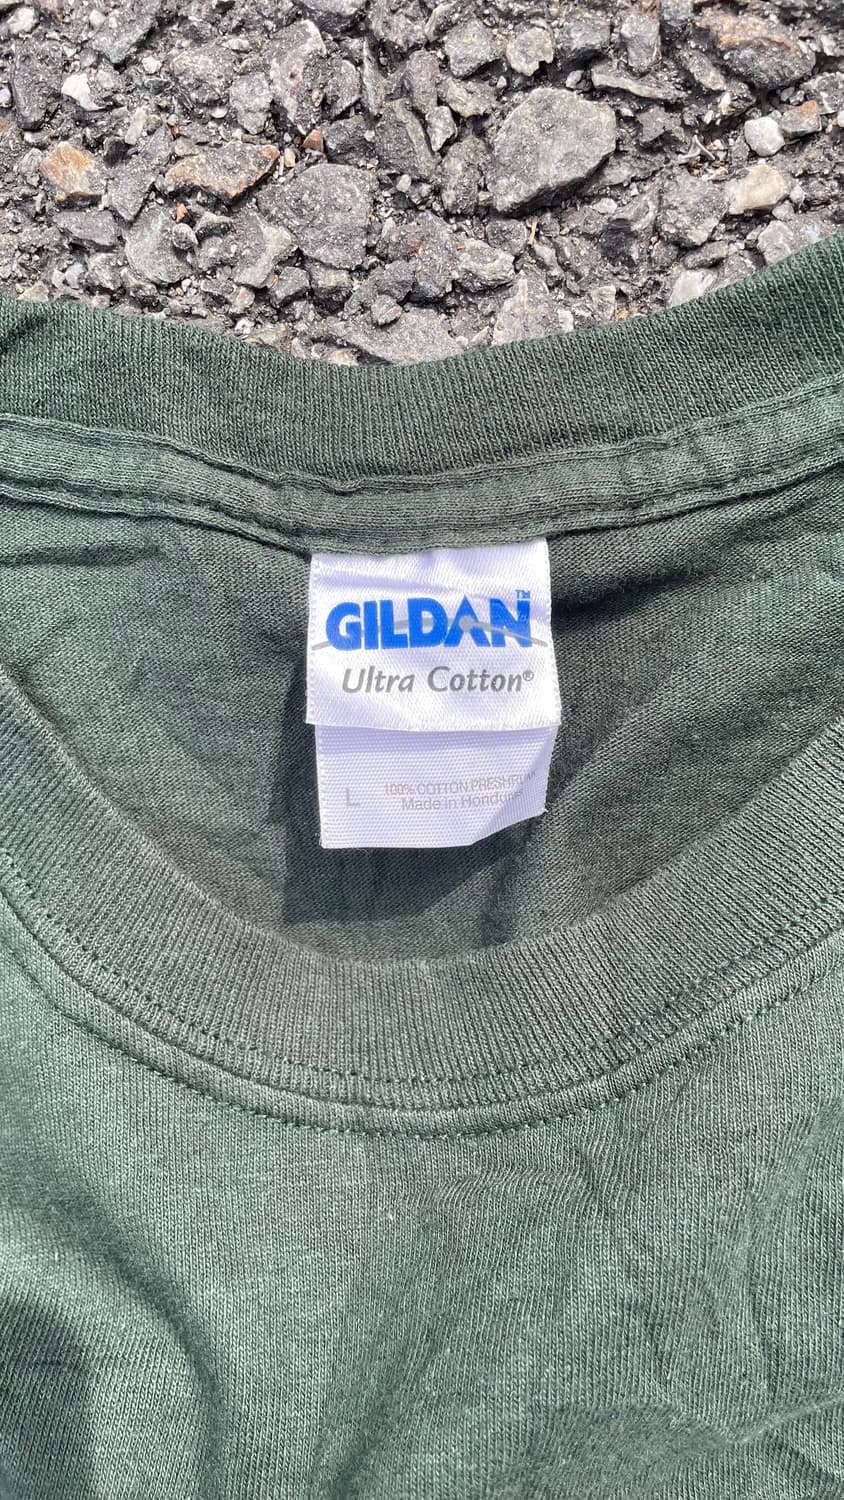 GILDAN™
Ultra Cotton®
L
100% COTTON PRESHRUNK
Made in Honduras